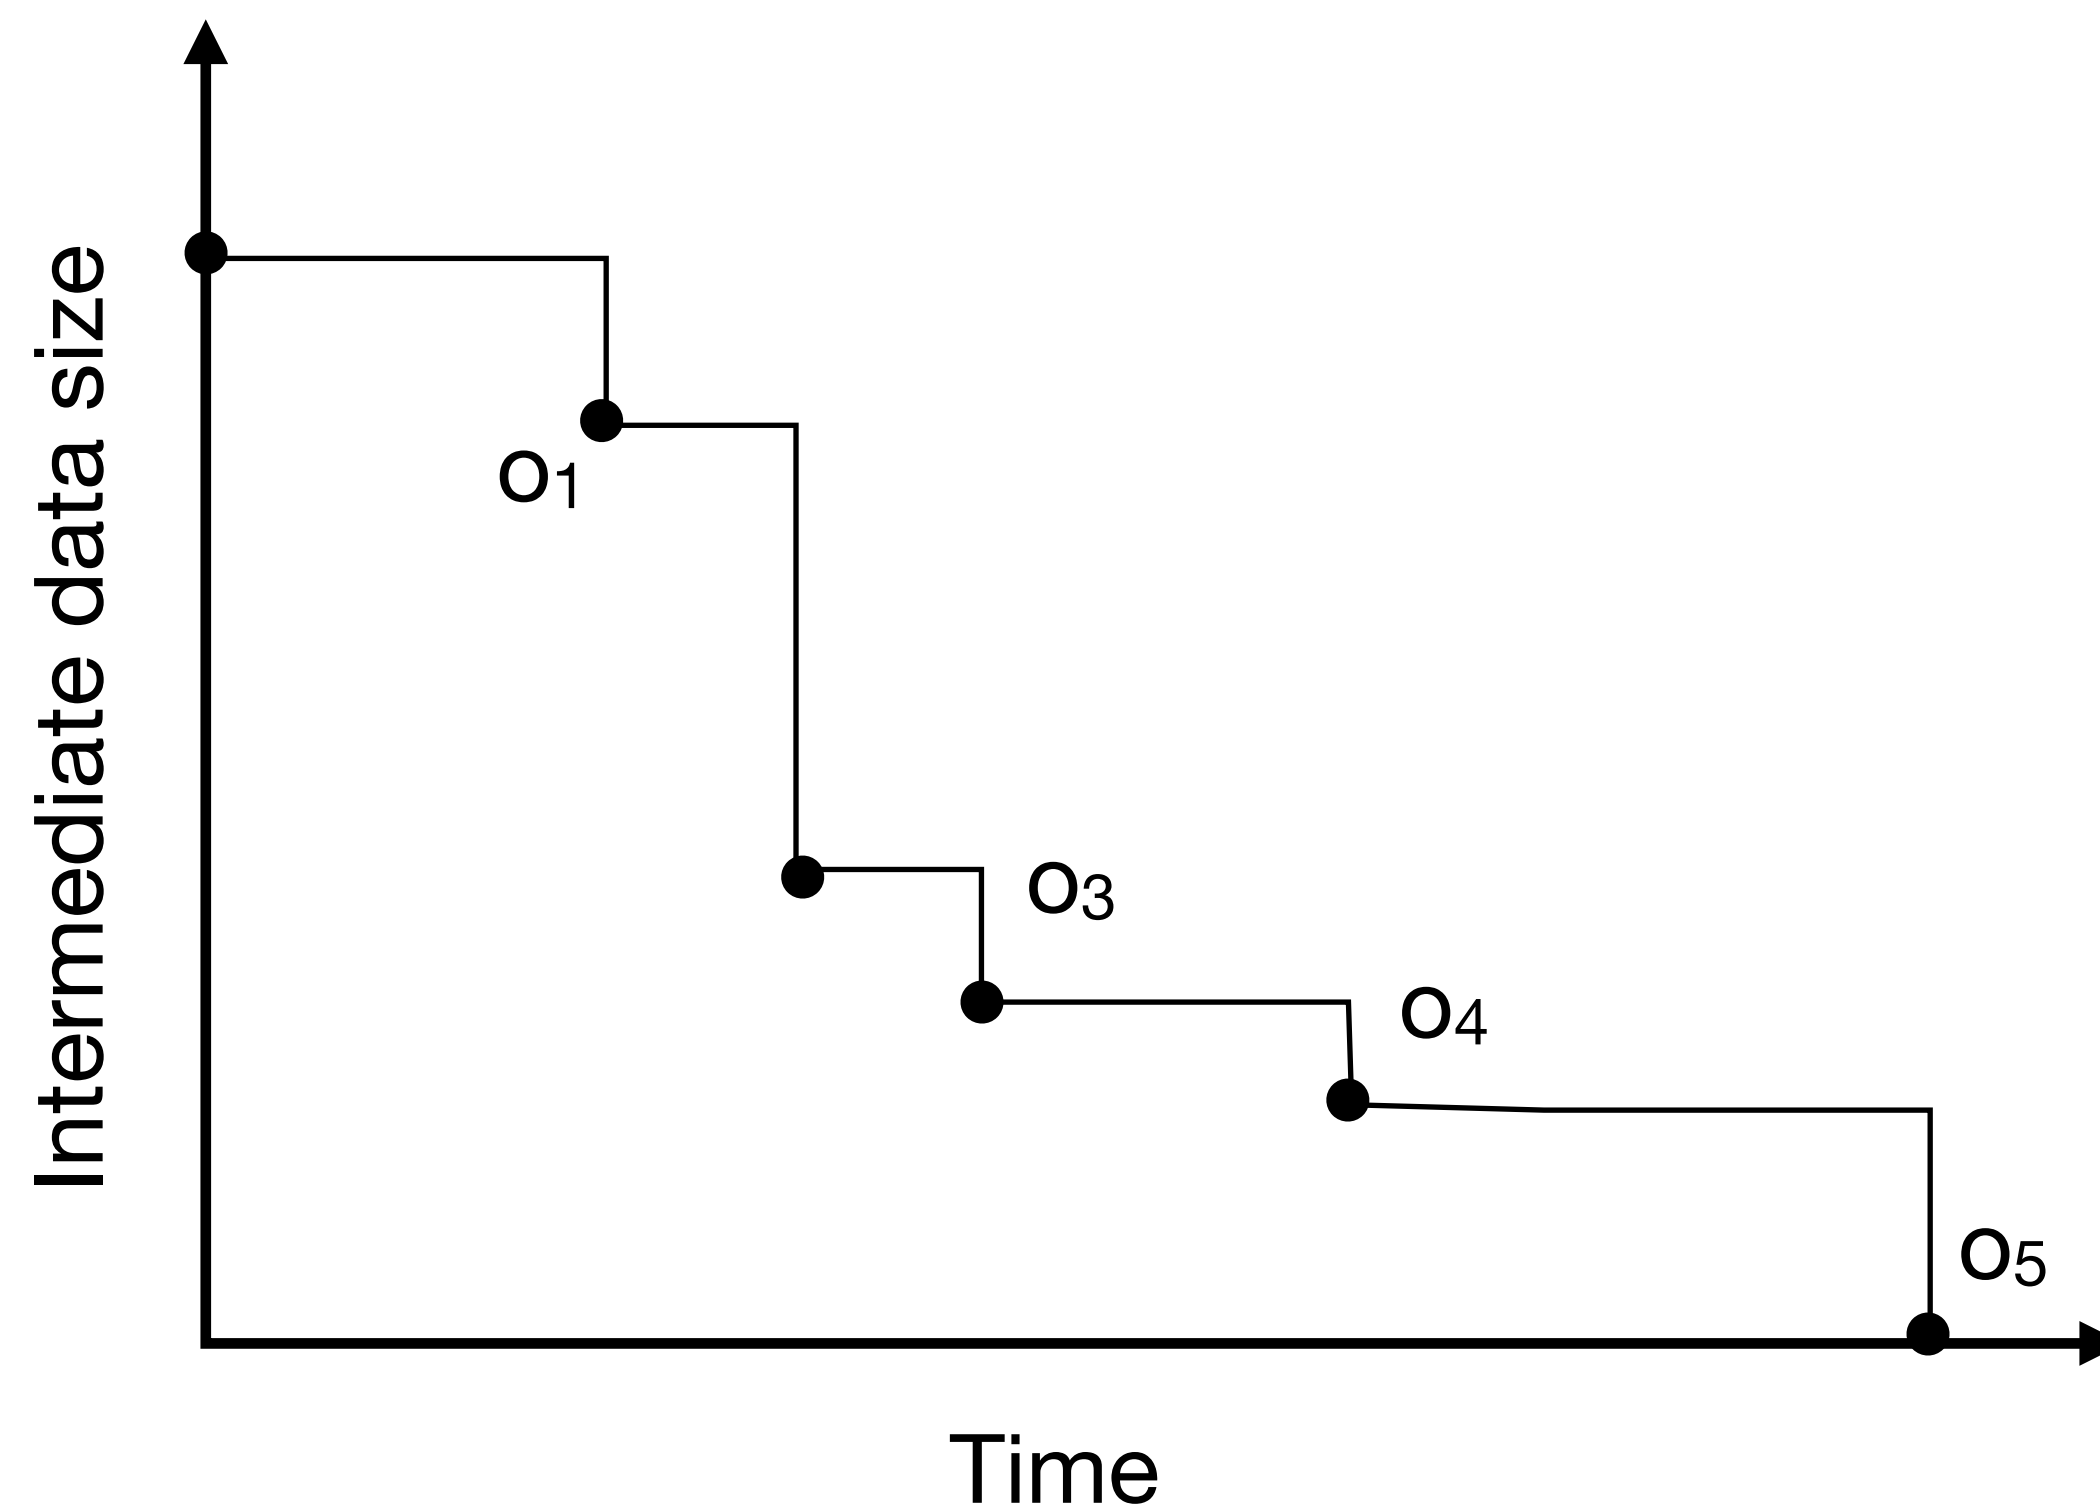 Intermediate data size
O1
O3
O4
O5
Time